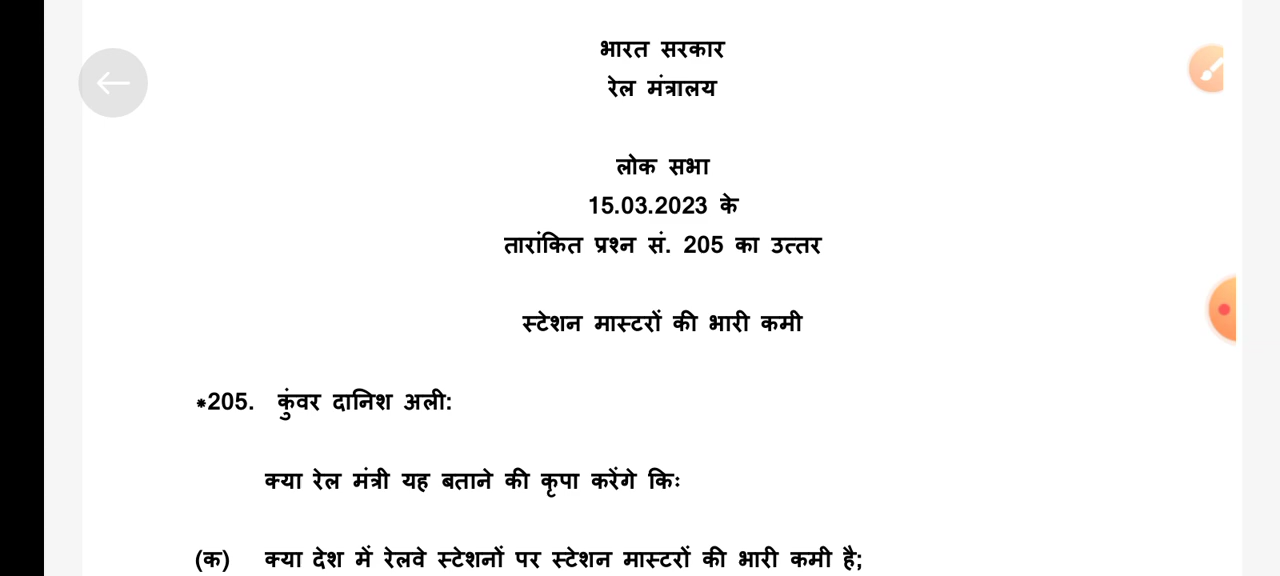 भारत सरकार
रेल मंत्रालय
लोक सभा
15.03.2023 के
तारांकित प्रश्न सं. 205 का उत्तर
स्टेशन मास्टरों की भारी कमी
*205. कुंवर दानिश अली:
क्या रेल मंत्री यह बताने की कृपा करेंगे किः
(क) क्या देश में रेलवे स्टेशनों पर स्टेशन मास्टरों की भारी कमी है;